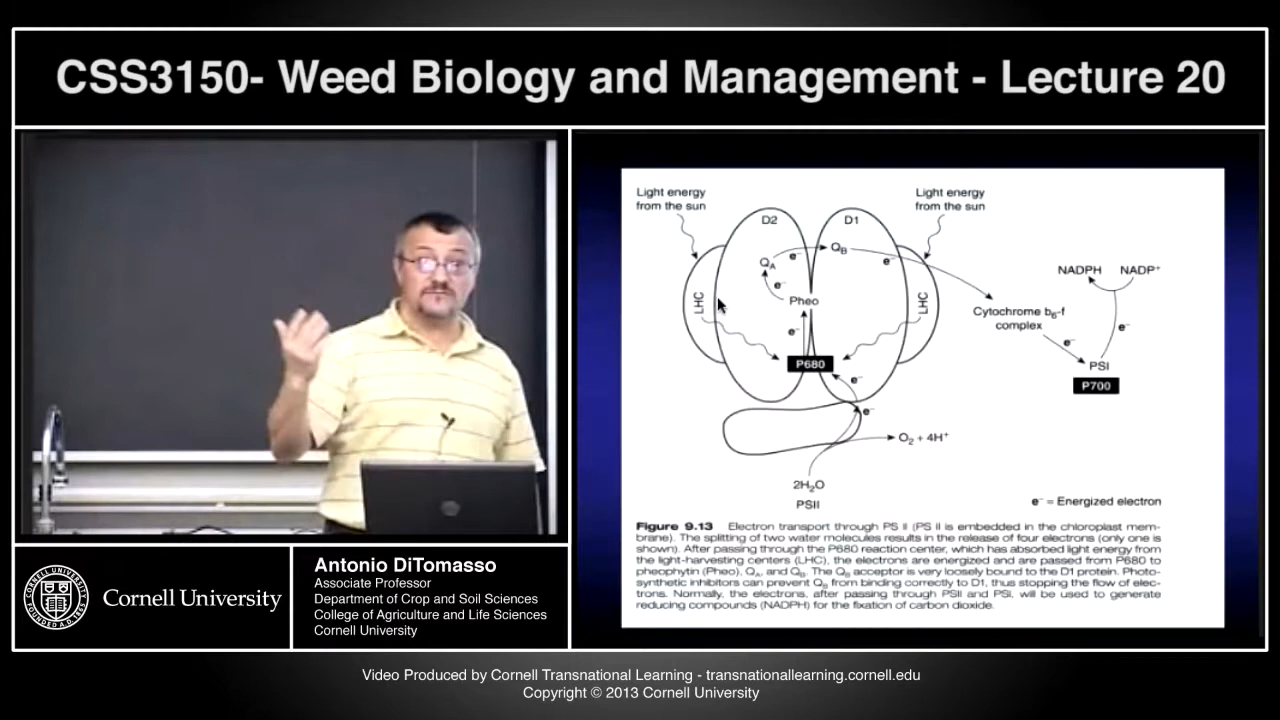 CSS3150- Weed Biology and Management - Lecture 20
Light energy
from the sun
Light energy
from the sun
D2
D1
QA
e⁻
QB
e⁻
e⁻
Pheo
LHC
LHC
e⁻
P680
e⁻
e⁻
NADPH
NADP⁺
Cytochrome b₆-f
complex
e⁻
e⁻
PSI
P700
O₂ + 4H⁺
2H₂O
PSII
e⁻ = Energized electron
Figure 9.13 Electron transport through PS II (PS II is embedded in the chloroplast mem-
brane). The splitting of two water molecules results in the release of four electrons (only one is
shown). After passing through the P680 reaction center, which has absorbed light energy from
the light-harvesting centers (LHC), the electrons are energized and are passed from P680 to
pheophytin (Pheo), QA, and QB. The QB acceptor is very loosely bound to the D1 protein. Photo-
synthetic inhibitors can prevent QB from binding correctly to D1, thus stopping the flow of elec-
trons. Normally, the electrons, after passing through PSII and PSI, will be used to generate
reducing compounds (NADPH) for the fixation of carbon dioxide.
Cornell University
Antonio DiTomasso
Associate Professor
Department of Crop and Soil Sciences
College of Agriculture and Life Sciences
Cornell University
Video Produced by Cornell Transnational Learning - transnationallearning.cornell.edu
Copyright © 2013 Cornell University